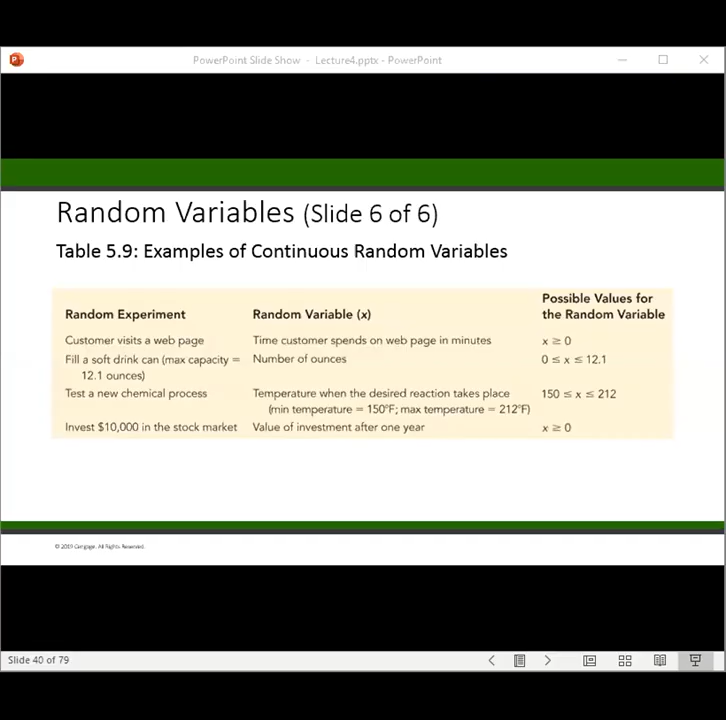 PowerPoint Slide Show - Lecture4.pptx - PowerPoint
Random Variables (Slide 6 of 6)
Table 5.9: Examples of Continuous Random Variables
Possible Values for
Random Experiment Random Variable (x) the Random Variable
Customer visits a web page Time customer spends on web page in minutes x ≥ 0
Fill a soft drink can (max capacity = Number of ounces 0 ≤ x ≤ 12.1
12.1 ounces)
Test a new chemical process Temperature when the desired reaction takes place 150 ≤ x ≤ 212
(min temperature = 150°F; max temperature = 212°F)
Invest $10,000 in the stock market Value of investment after one year x ≥ 0
© 2019 Cengage. All Rights Reserved.
Slide 40 of 79